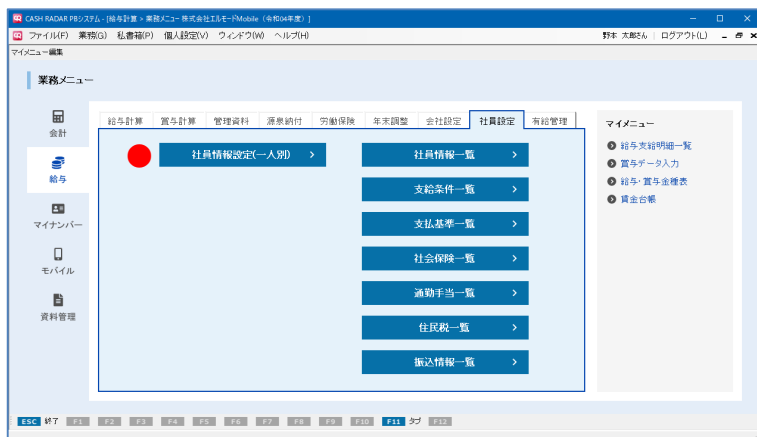 CASH RADAR PBシステム - [給与計算 > 業務メニュー 株式会社エルモードMobile（令和04年度）]
ファイル(F) 業務(G) 私書箱(P) 個人設定(V) ウィンドウ(W) ヘルプ(H) 野本 太郎さん ログアウト(L)
マイメニュー編集
業務メニュー
会計
給与
マイナンバー
モバイル
資料管理
給与計算 賞与計算 管理資料 源泉納付 労働保険 年末調整 会社設定 社員設定 有給管理
社員情報設定(一人別)
社員情報一覧
支給条件一覧
支払基準一覧
社会保険一覧
通勤手当一覧
住民税一覧
振込情報一覧
マイメニュー
給与支給明細一覧
賞与データ入力
給与・賞与金種表
賃金台帳
ESC 終了 F1 F2 F3 F4 F5 F6 F7 F8 F9 F10 F11 タブ F12